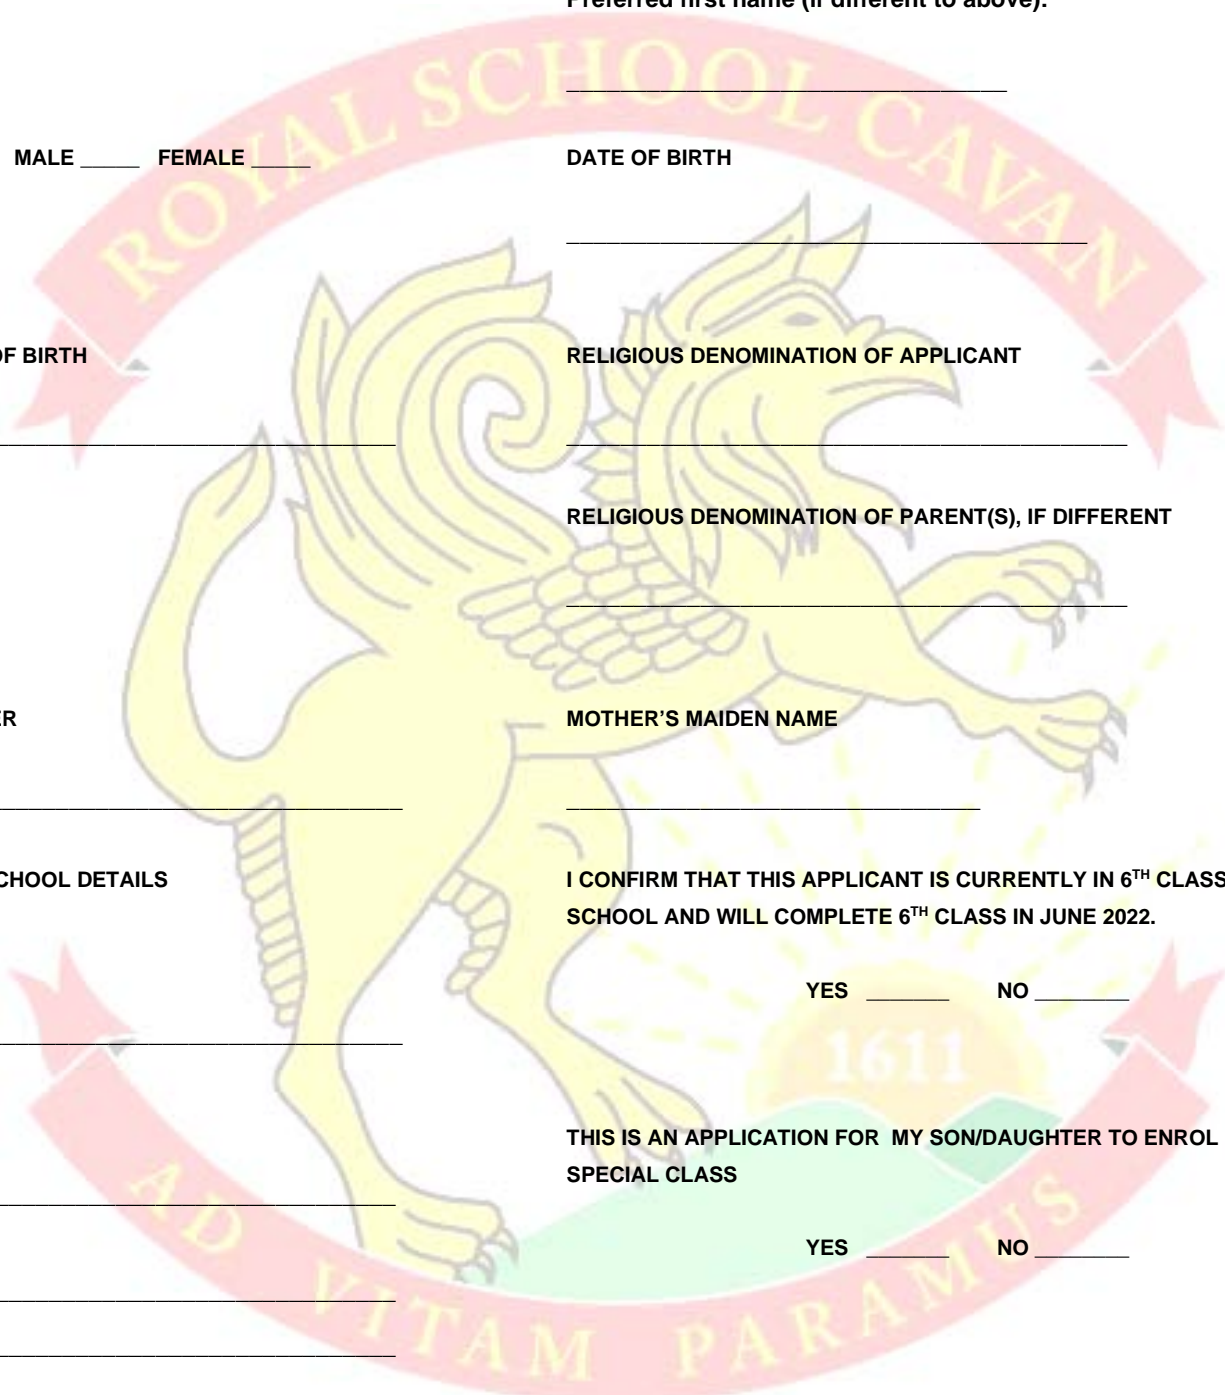 Preferred first name (if different to above):
ROYAL SCHOOL CAVAN
MALE _____ FEMALE _____
DATE OF BIRTH
OF BIRTH
RELIGIOUS DENOMINATION OF APPLICANT
RELIGIOUS DENOMINATION OF PARENT(S), IF DIFFERENT
ER
MOTHER’S MAIDEN NAME
CHOOL DETAILS
I CONFIRM THAT THIS APPLICANT IS CURRENTLY IN 6TH CLASS
SCHOOL AND WILL COMPLETE 6TH CLASS IN JUNE 2022.
YES _______ NO ________
1611
THIS IS AN APPLICATION FOR MY SON/DAUGHTER TO ENROL
SPECIAL CLASS
YES _______ NO ________
AD VITAM PARAMUS